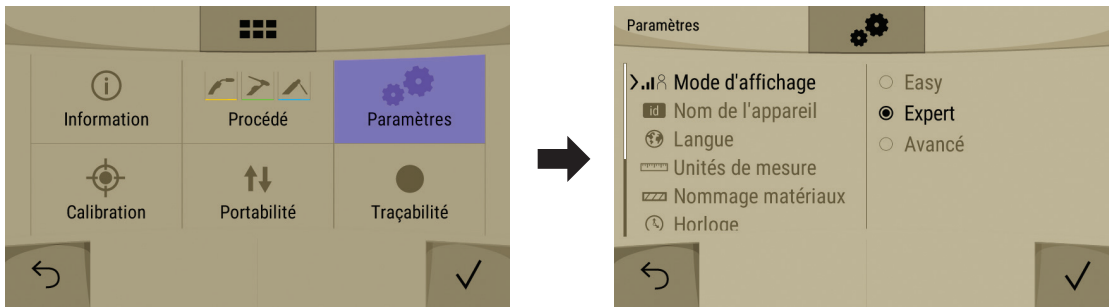 Information
Procédé
Paramètres
Calibration
Portabilité
Traçabilité
Paramètres
Mode d'affichage
id Nom de l'appareil
Langue
Unités de mesure
Nommage matériaux
Horloge
Easy
Expert
Avancé